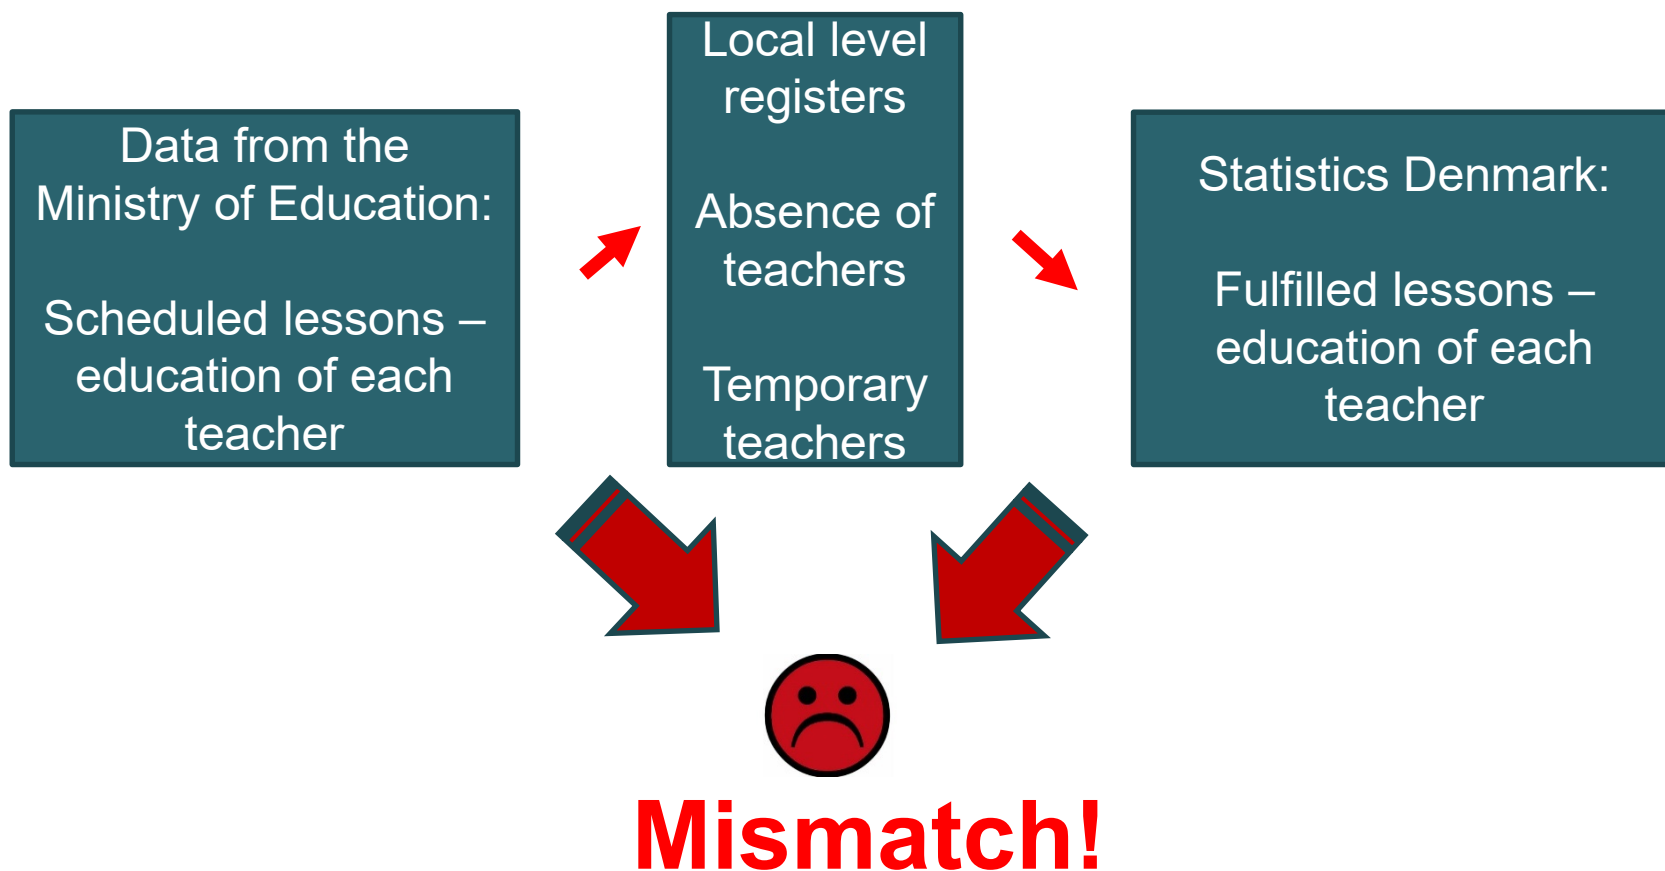 Data from the
Ministry of Education:
Scheduled lessons –
education of each
teacher
Local level
registers
Absence of
teachers
Temporary
teachers
Statistics Denmark:
Fulfilled lessons –
education of each
teacher
Mismatch!